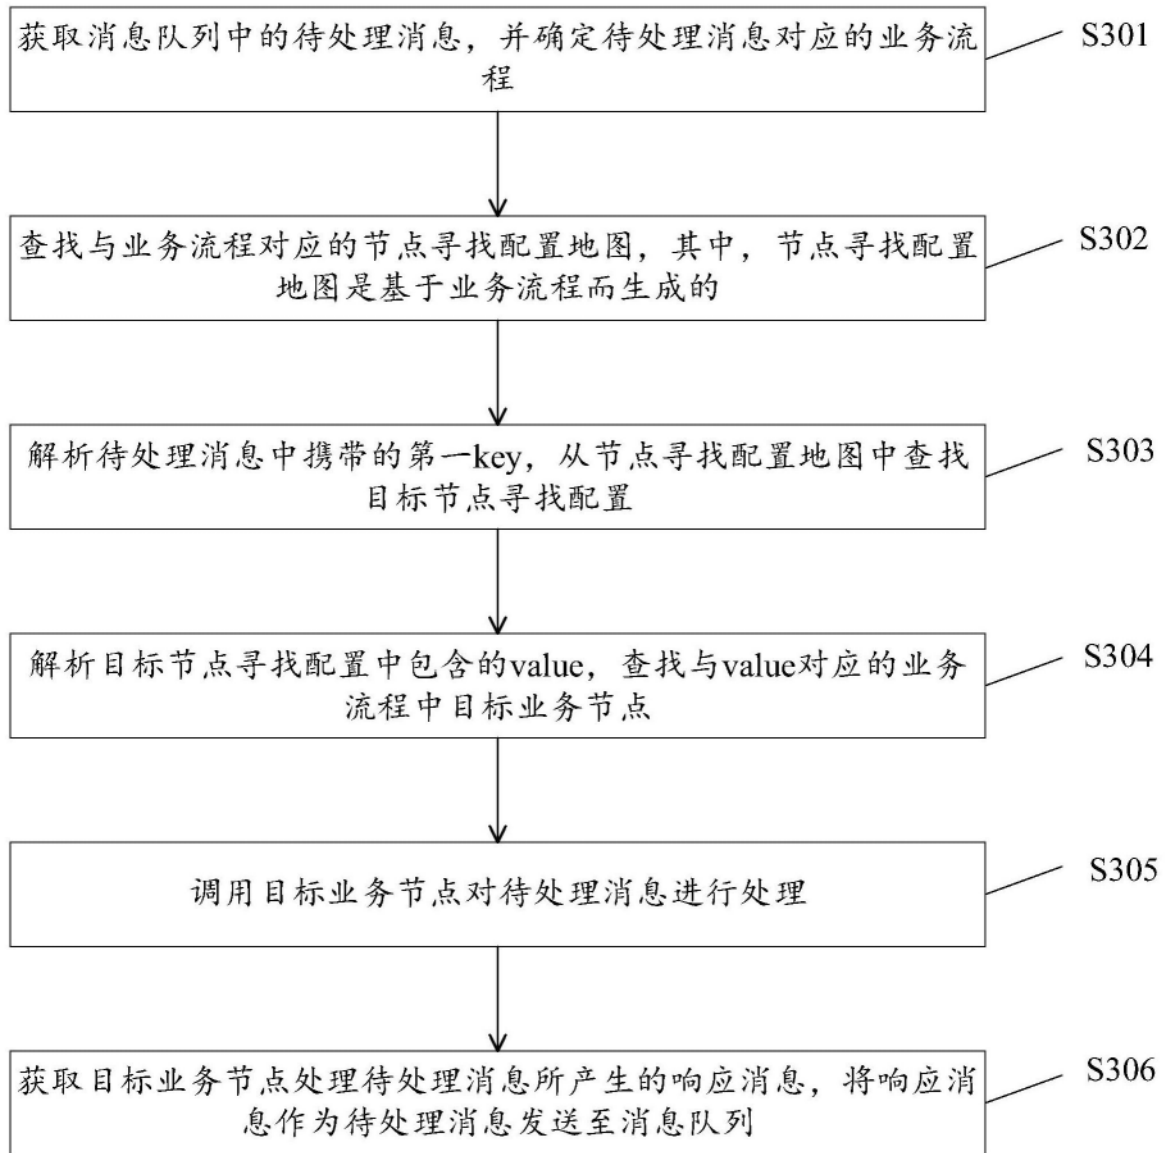 获取消息队列中的待处理消息，并确定待处理消息对应的业务流
程
S301
查找与业务流程对应的节点寻找配置地图，其中，节点寻找配置
地图是基于业务流程而生成的
S302
解析待处理消息中携带的第一key，从节点寻找配置地图中查找
目标节点寻找配置
S303
解析目标节点寻找配置中包含的value，查找与value对应的业务
流程中目标业务节点
S304
调用目标业务节点对待处理消息进行处理
S305
获取目标业务节点处理待处理消息所产生的响应消息，将响应消
息作为待处理消息发送至消息队列
S306